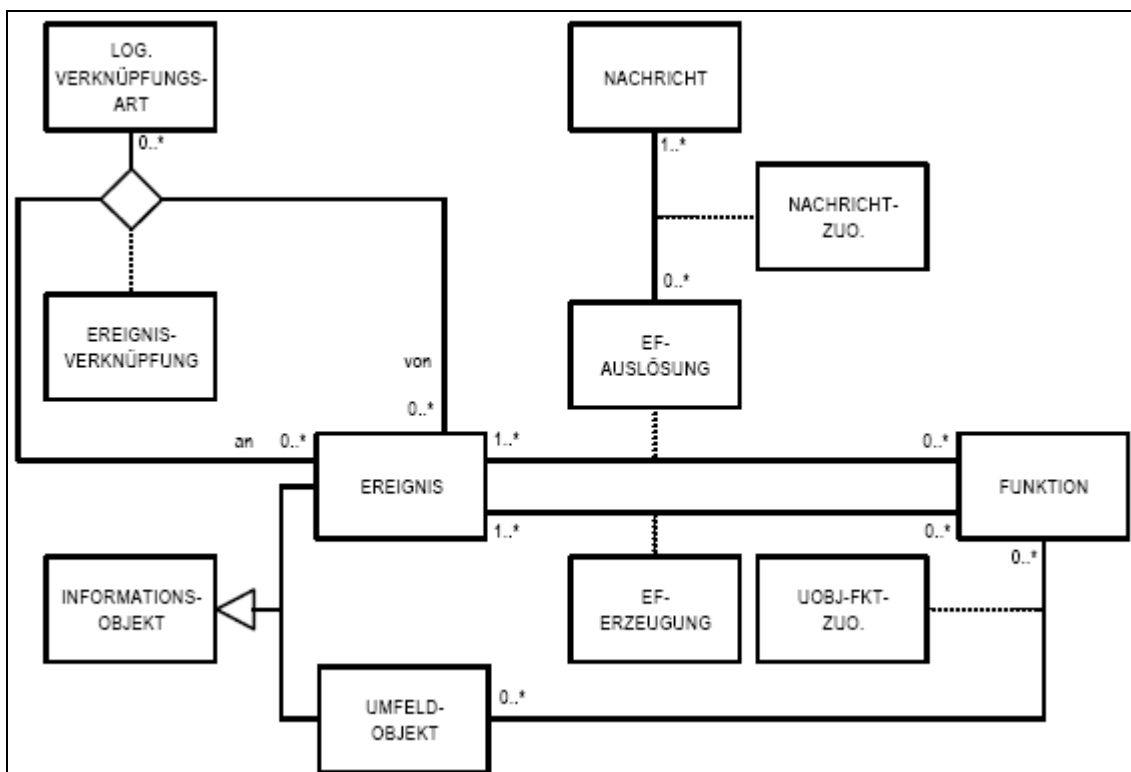 LOG.
VERKNÜPFUNGS-
ART
0..*
NACHRICHT
1..*
NACHRICHT-
ZUO.
0..*
EREIGNIS-
VERKNÜPFUNG
EF-
AUSLÖSUNG
von
0..*
an 0..*
1..*
0..*
EREIGNIS
FUNKTION
1..*
0..*
0..*
INFORMATIONS-
OBJEKT
EF-
ERZEUGUNG
UOBJ-FKT-
ZUO.
0..*
UMFELD-
OBJEKT